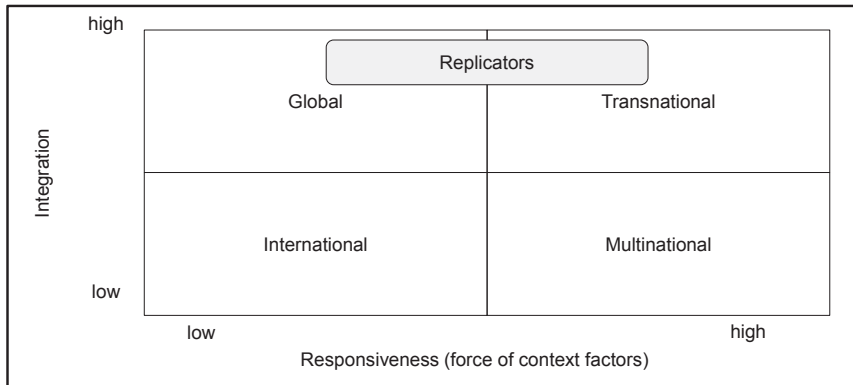 high
Replicators
Global
Transnational
Integration
International
Multinational
low
low
high
Responsiveness (force of context factors)